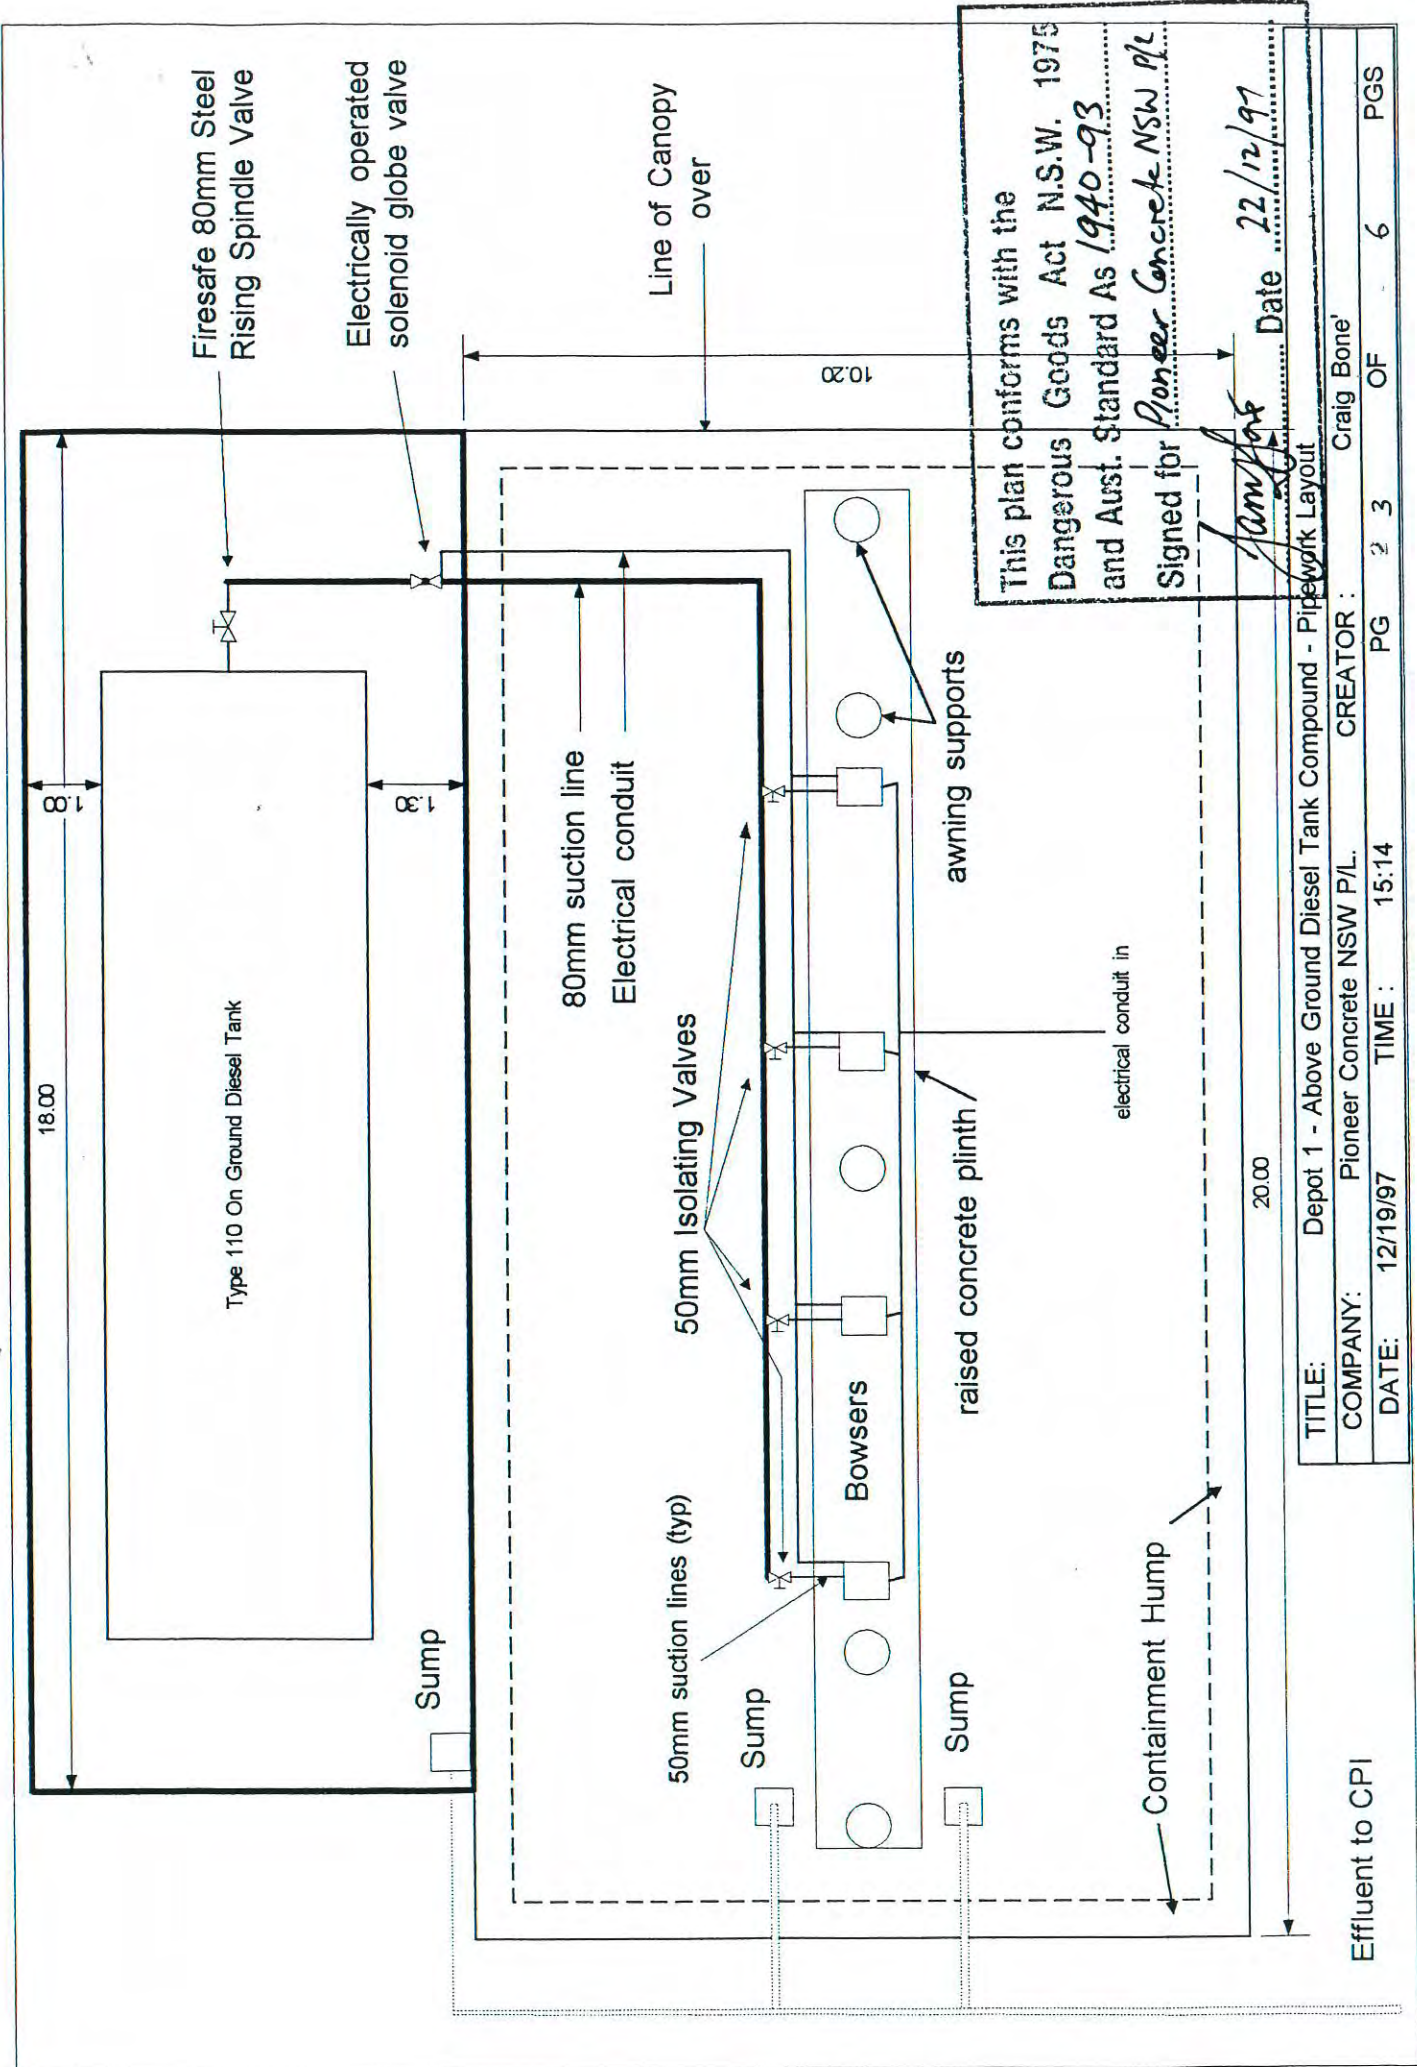 Firesafe 80mm Steel
Rising Spindle Valve
Electrically operated
solenoid globe valve
Line of Canopy
over
18.00
1.00
1.30
10.20
Type 110 On Ground Diesel Tank
Sump
80mm suction line
Electrical conduit
50mm Isolating Valves
50mm suction lines (typ)
Sump
Bowsers
awning supports
raised concrete plinth
electrical conduit in
Sump
Containment Hump
20.00
Effluent to CPI
This plan conforms with the
Dangerous Goods Act N.S.W. 1975
and Aust. Standard As 1940-93
Signed for Pioneer Concrete NSW P/L
Date 22/12/97
TITLE: Depot 1 - Above Ground Diesel Tank Compound - Pipework Layout
COMPANY: Pioneer Concrete NSW P/L. CREATOR : Craig Bone'
DATE: 12/19/97 TIME : 15:14 PG 3 OF 6 PGS